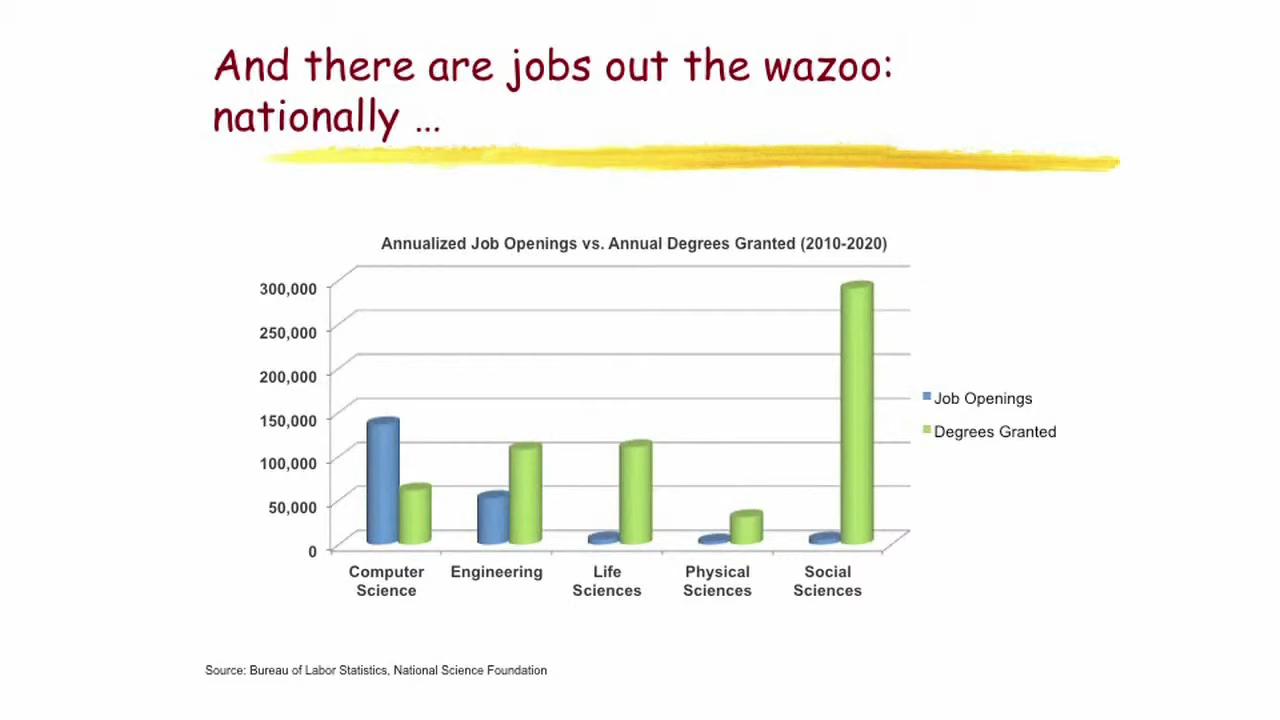 And there are jobs out the wazoo:
nationally …
Annualized Job Openings vs. Annual Degrees Granted (2010-2020)
300,000
250,000
200,000
150,000
100,000
50,000
0
Job Openings
Degrees Granted
Computer Science
Engineering
Life Sciences
Physical Sciences
Social Sciences
Source: Bureau of Labor Statistics, National Science Foundation